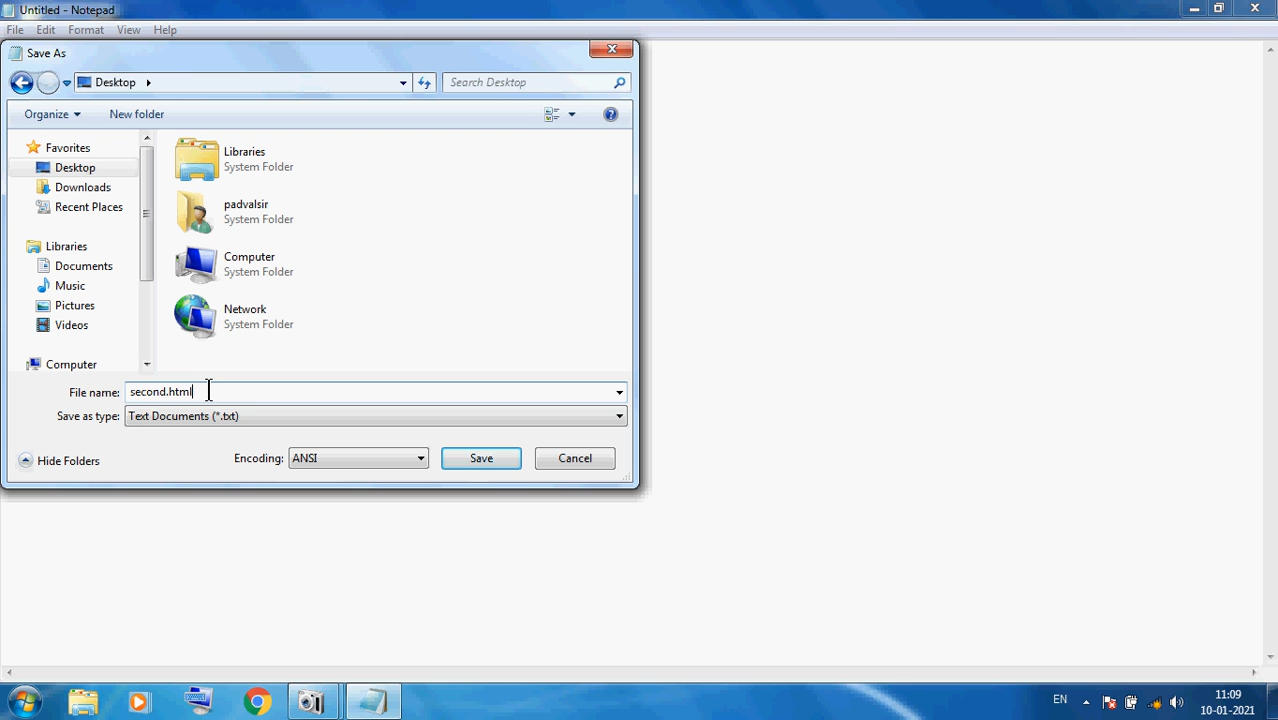 Untitled - Notepad
File Edit Format View Help
Save As
Desktop
Search Desktop
Organize New folder
Favorites
Desktop
Downloads
Recent Places
Libraries
Documents
Music
Pictures
Videos
Computer
Libraries
System Folder
padvalsir
System Folder
Computer
System Folder
Network
System Folder
File name: second.html
Save as type: Text Documents (*.txt)
Hide Folders Encoding: ANSI Save Cancel
EN 11:09
10-01-2021